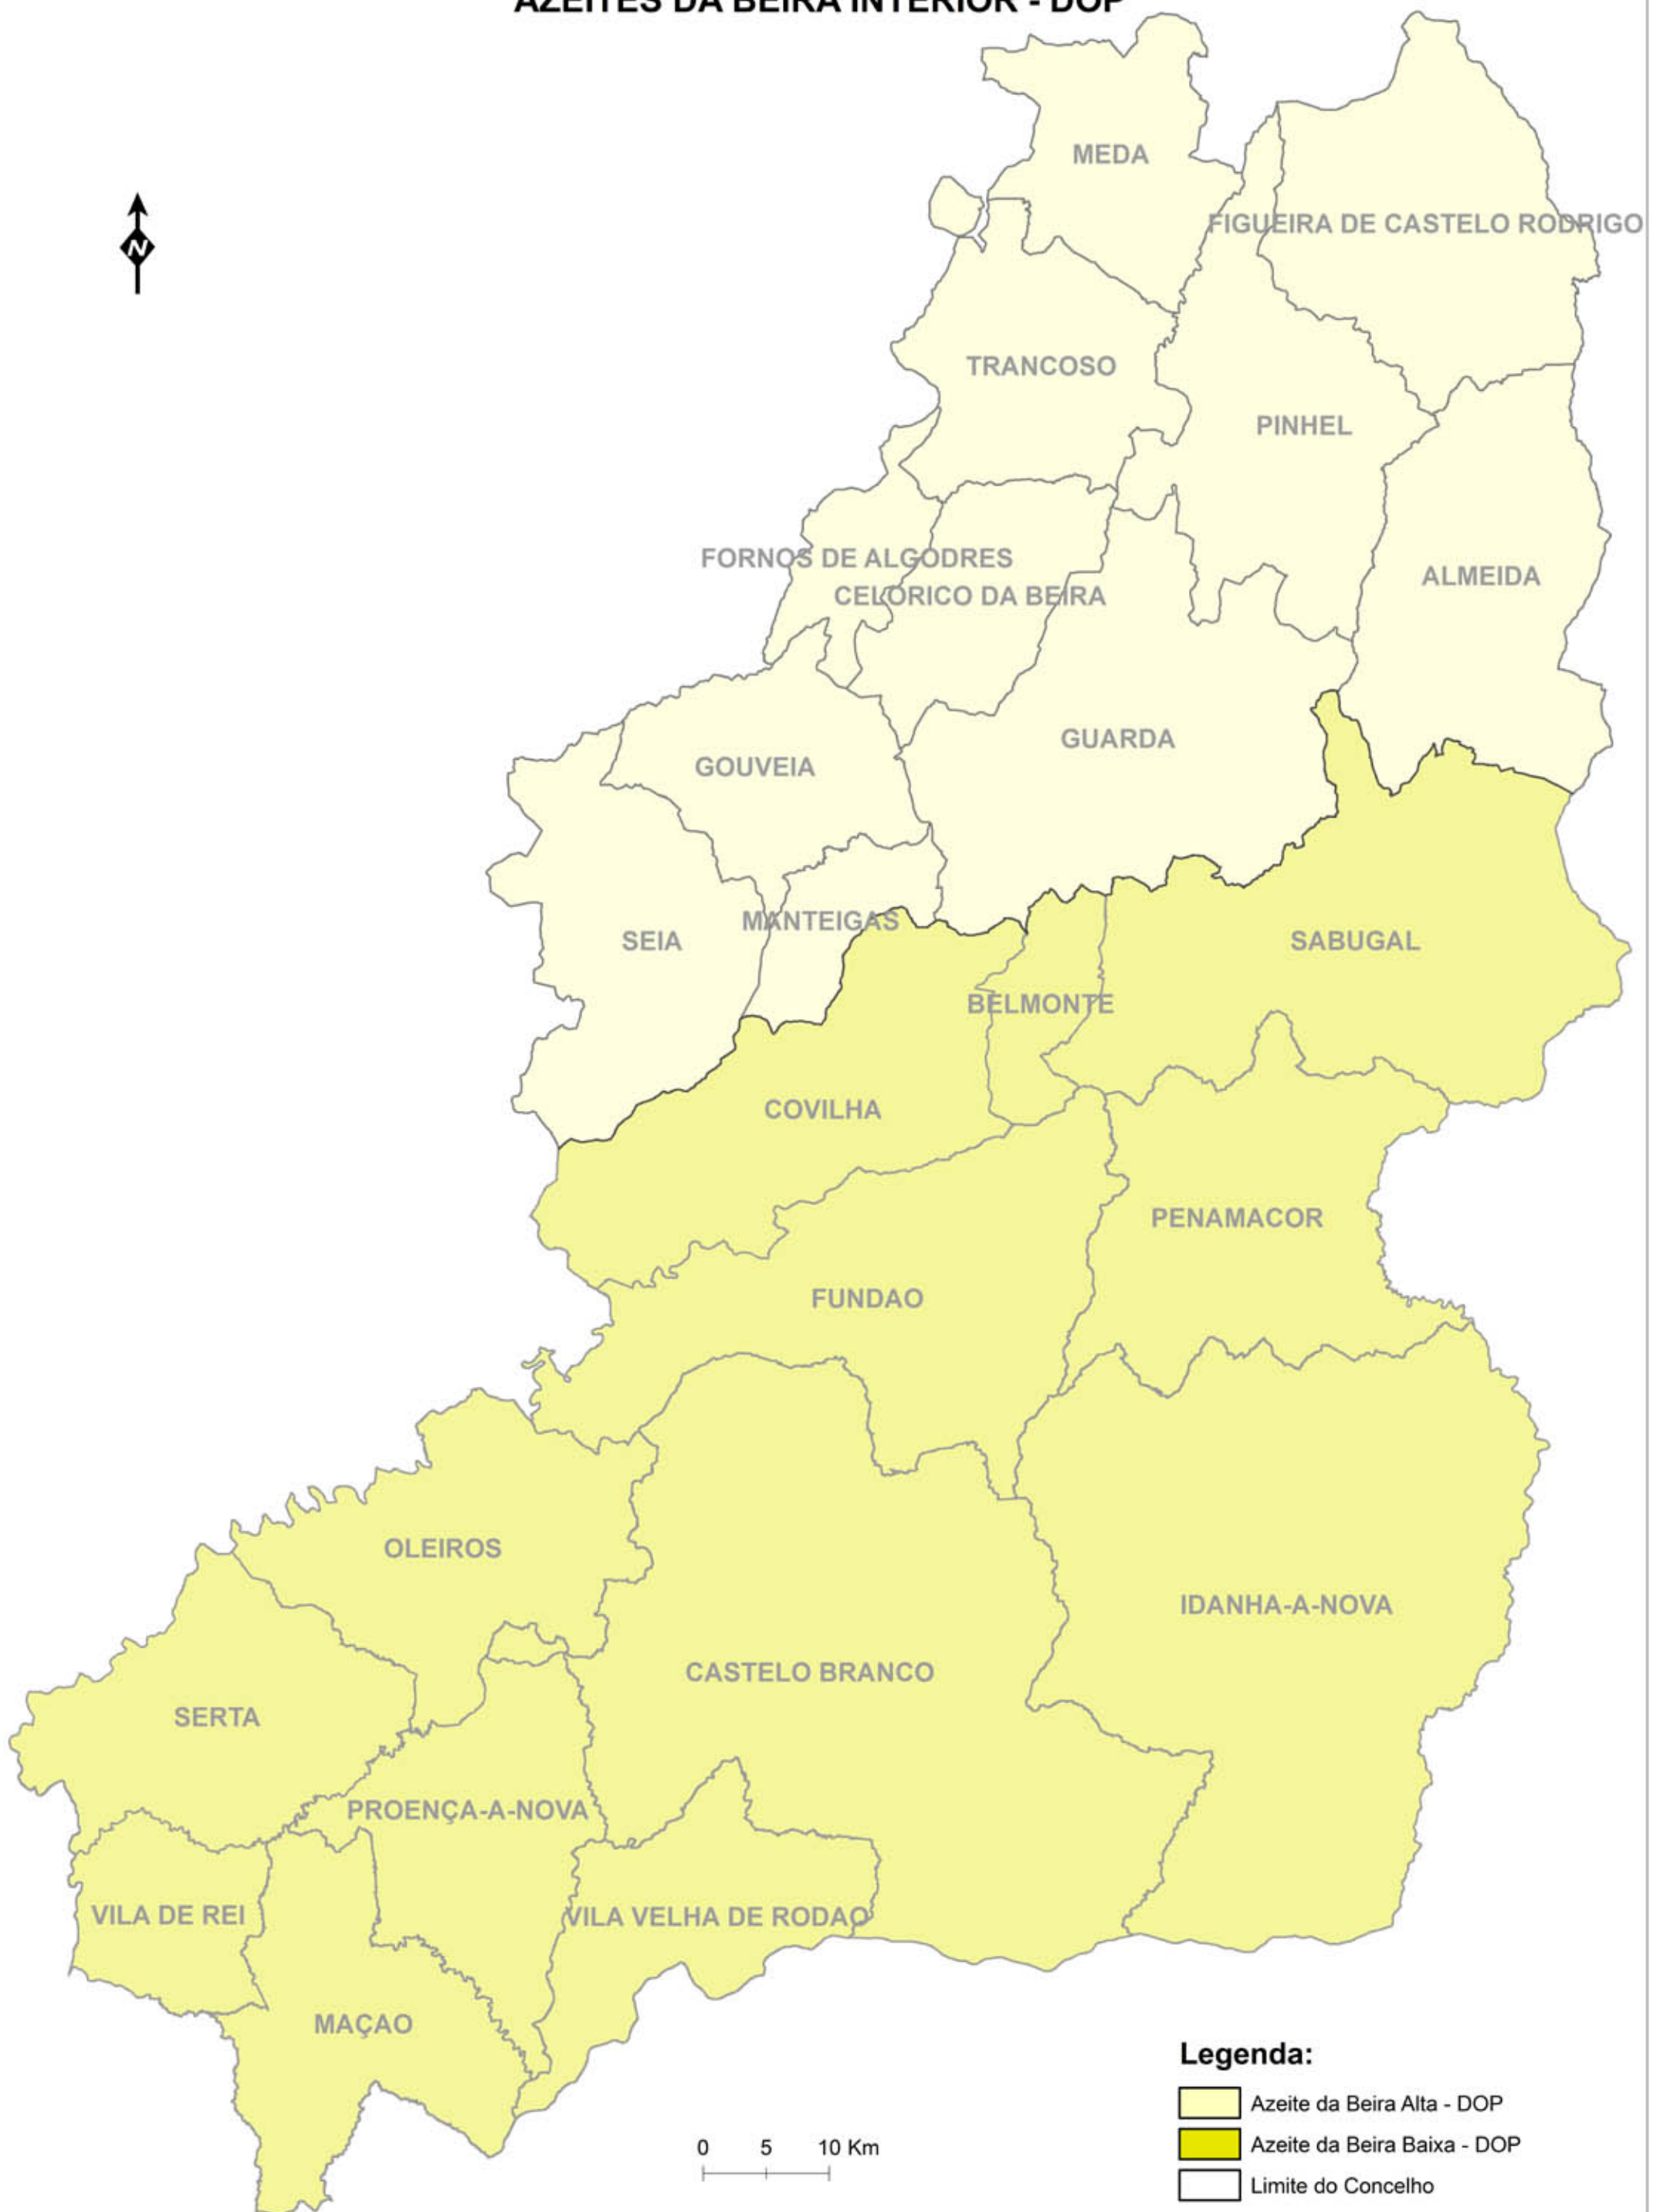 AZEITES DA BEIRA INTERIOR - DOP
N
MEDA
FIGUEIRA DE CASTELO RODRIGO
TRANCOSO
PINHEL
FORNOS DE ALGODRES
ALMEIDA
CELORICO DA BEIRA
GUARDA
GOUVEIA
MANTEIGAS
SEIA
SABUGAL
BELMONTE
COVILHA
PENAMACOR
FUNDAO
OLEIROS
IDANHA-A-NOVA
CASTELO BRANCO
SERTA
PROENÇA-A-NOVA
VILA DE REI
VILA VELHA DE RODAO
MAÇAO
Legenda:
Azeite da Beira Alta - DOP
Azeite da Beira Baixa - DOP
Limite do Concelho
0 5 10 Km